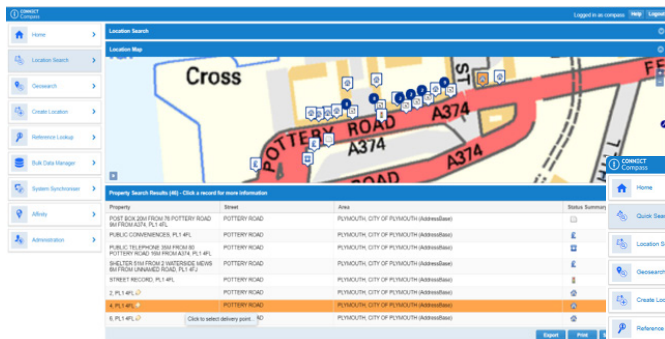 CONNECT
Compass
Logged in as compass Help Logout
Home
Location Search
Geosearch
Create Location
Reference Lookup
Bulk Data Manager
System Synchroniser
Affinity
Administration
Location Search
Location Map
Cross
POTTERY ROAD
A374
A374
A374
ROAD
ST
FE
HILL
Property Search Results (46) - Click a record for more information
Property Street Area Status Summary
POST BOX 20M FROM 76 POTTERY ROAD POTTERY ROAD PLYMOUTH, CITY OF PLYMOUTH (AddressBase)
9M FROM A374, PL1 4FL
PUBLIC CONVENIENCES, PL1 4FL POTTERY ROAD PLYMOUTH, CITY OF PLYMOUTH (AddressBase)
PUBLIC TELEPHONE 35M FROM 80 POTTERY ROAD PLYMOUTH, CITY OF PLYMOUTH (AddressBase)
POTTERY ROAD 16M FROM A374, PL1 4FL
SHELTER 51M FROM 2 WATERSIDE MEWS POTTERY ROAD PLYMOUTH, CITY OF PLYMOUTH (AddressBase)
6M FROM UNNAMED ROAD, PL1 4TJ
STREET RECORD, PL1 4FL POTTERY ROAD PLYMOUTH, CITY OF PLYMOUTH (AddressBase)
2, PL1 4FL POTTERY ROAD PLYMOUTH, CITY OF PLYMOUTH (AddressBase)
4, PL1 4FL POTTERY ROAD PLYMOUTH, CITY OF PLYMOUTH (AddressBase)
6, PL1 4FL Click to select delivery point... PLYMOUTH, CITY OF PLYMOUTH (AddressBase)
Export Print
CONNECT
Compass
Home
Quick Sear
Location S
Geosearch
Create Loc
Reference